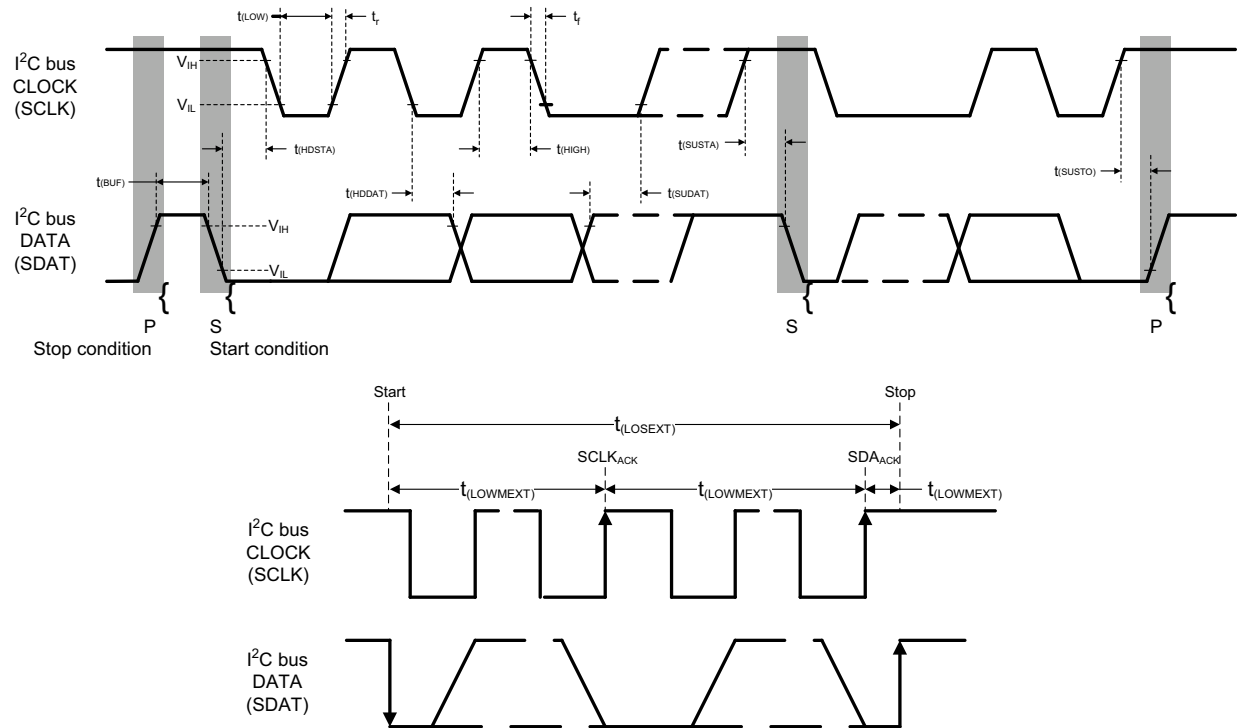 t(LOW)
tr
tf
I2C bus
CLOCK
(SCLK)
VIH
VIL
t(HDSTA)
t(HIGH)
t(SUSTA)
t(BUF)
t(HDDAT)
t(SUDAT)
t(SUSTO)
I2C bus
DATA
(SDAT)
VIH
VIL
{
{
{
{
P
S
S
P
Stop condition
Start condition
Start
Stop
t(LOSEXT)
SCLKACK
SDAACK
t(LOWMEXT)
t(LOWMEXT)
t(LOWMEXT)
I2C bus
CLOCK
(SCLK)
I2C bus
DATA
(SDAT)